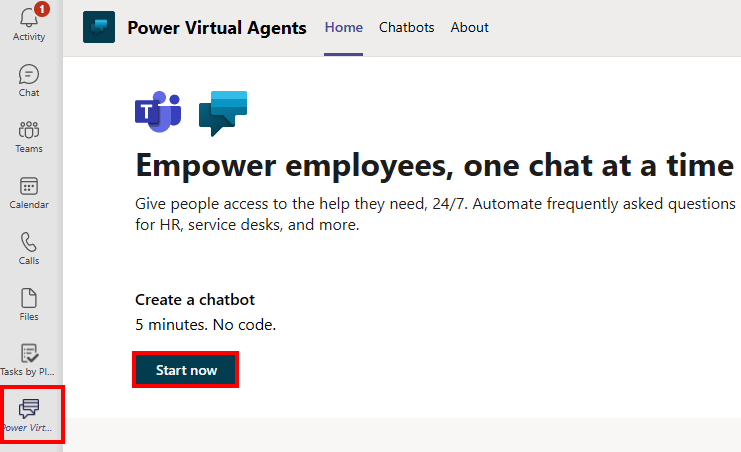 1
Activity
Chat
Teams
Calendar
Calls
Files
Tasks by Pl...
Power Virt...
Power Virtual Agents Home Chatbots About
T
Empower employees, one chat at a time
Give people access to the help they need, 24/7. Automate frequently asked questions
for HR, service desks, and more.
Create a chatbot
5 minutes. No code.
Start now